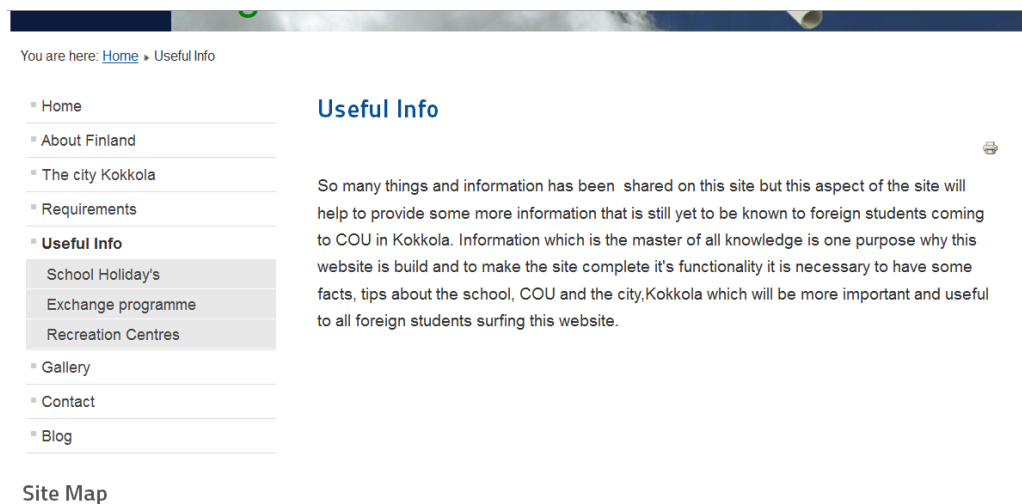 You are here: Home ▸ Useful Info
Home
About Finland
The city Kokkola
Requirements
Useful Info
School Holiday's
Exchange programme
Recreation Centres
Gallery
Contact
Blog
Site Map
Useful Info
So many things and information has been  shared on this site but this aspect of the site will
help to provide some more information that is still yet to be known to foreign students coming
to COU in Kokkola. Information which is the master of all knowledge is one purpose why this
website is build and to make the site complete it's functionality it is necessary to have some
facts, tips about the school, COU and the city,Kokkola which will be more important and useful
to all foreign students surfing this website.